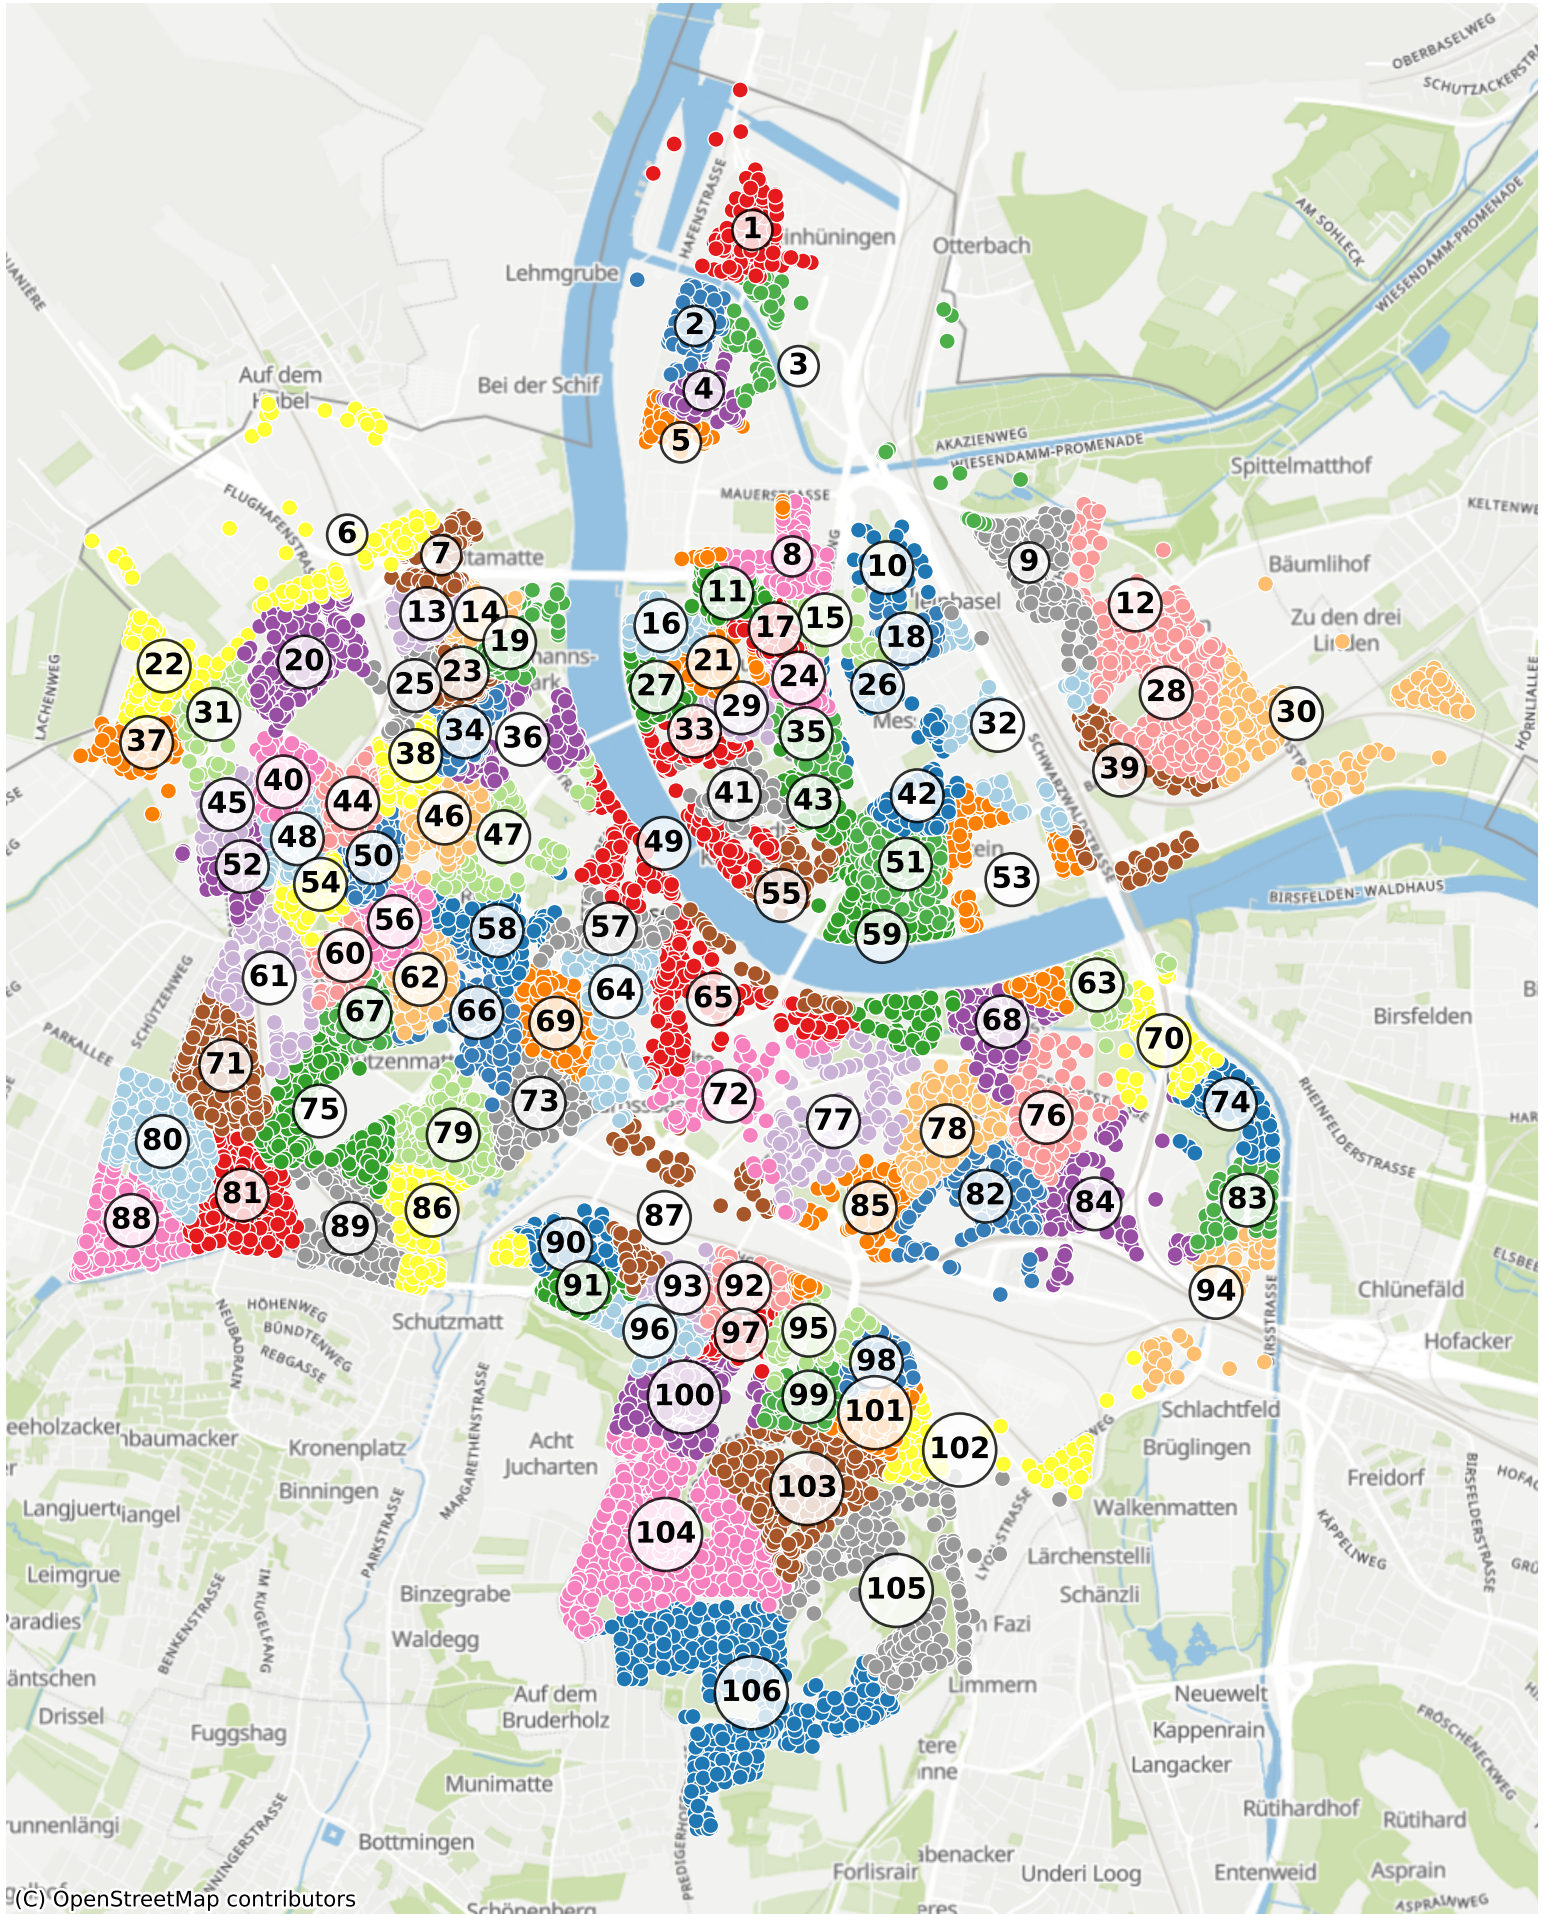 OBERBASELWEG
HAFENSTRASSE
AM SOHLECK
WIESENDAMM-PROMENADE
1
inhüningen
Otterbach
Lehmgrube
2
3
Auf dem
Hubel
Bei der Schif
4
5
AKAZIENWEG
WIESENDAMM-PROMENADE
Spittelmatthof
MAUERSTRASSE
6
7
8
9
10
Bäumlihof
11
12
13
14
15
16
17
18
19
Zu den drei
Linden
20
21
22
23
24
25
26
27
28
29
30
31
32
33
34
35
36
37
38
39
LACHENWEG
SCHWARZWALDSTRASSE
40
41
42
43
44
45
46
47
48
49
50
51
52
53
54
55
BIRSFELDEN-WALDHAUS
56
57
58
59
60
61
62
63
64
65
66
67
68
69
70
SCHÜTZENWEG
PARKALLEE
Birsfelden
71
72
73
74
75
76
77
78
79
80
RHEINFELDERSTRASSE
81
82
83
84
85
86
87
88
89
90
91
92
93
94
95
96
97
98
99
Chlünefäld
Hofacker
HÖHENWEG
BÜNDTENWEG
REBGASSE
NEUBADRAIN
Schutzmatt
100
101
102
103
104
105
106
Schlachtfeld
Brüglingen
Kronenplatz
Acht
Jucharten
MARGARETHENSTRASSE
Binningen
Freidorf
Walkenmatten
PARKSTRASSE
BIRSFELDERSTRASSE
KÄPPELIWEG
Lärchenstelli
Schänzli
Leimgrue
Binzegrabe
BENKENSTRASSE
IM KUGELFANG
Waldegg
Limmern
Auf dem
Bruderholz
Neuewelt
Kappenrain
Langacker
Drissel
Fuggshag
FRÖSCHENECKWEG
Munimatte
Rütihardhof
Rütihard
Bottmingen
Forlisrair
Underi Loog
Entenweid
Asprain
ASPRAINWEG
Schönenberg
(C) OpenStreetMap contributors